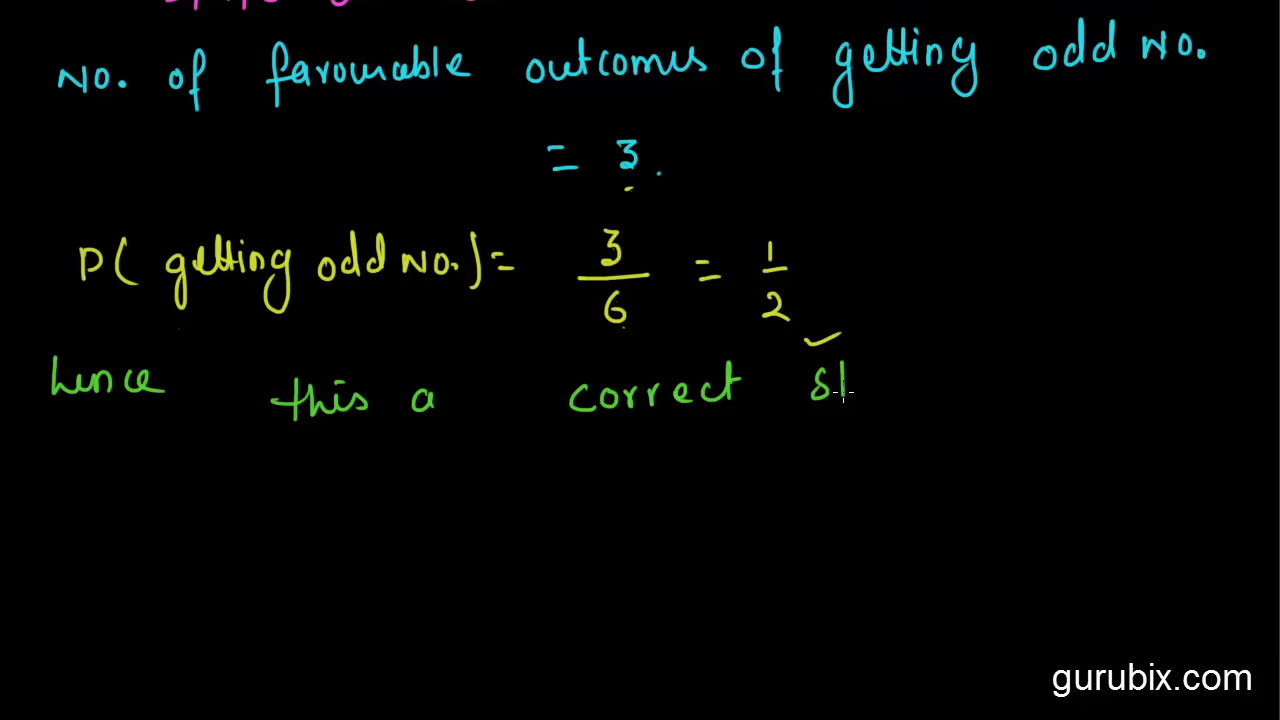 No. of favourable outcomes of getting odd No.
= 3.
P( getting odd No.) = 3/6 = 1/2
hence this a correct
gurubix.com